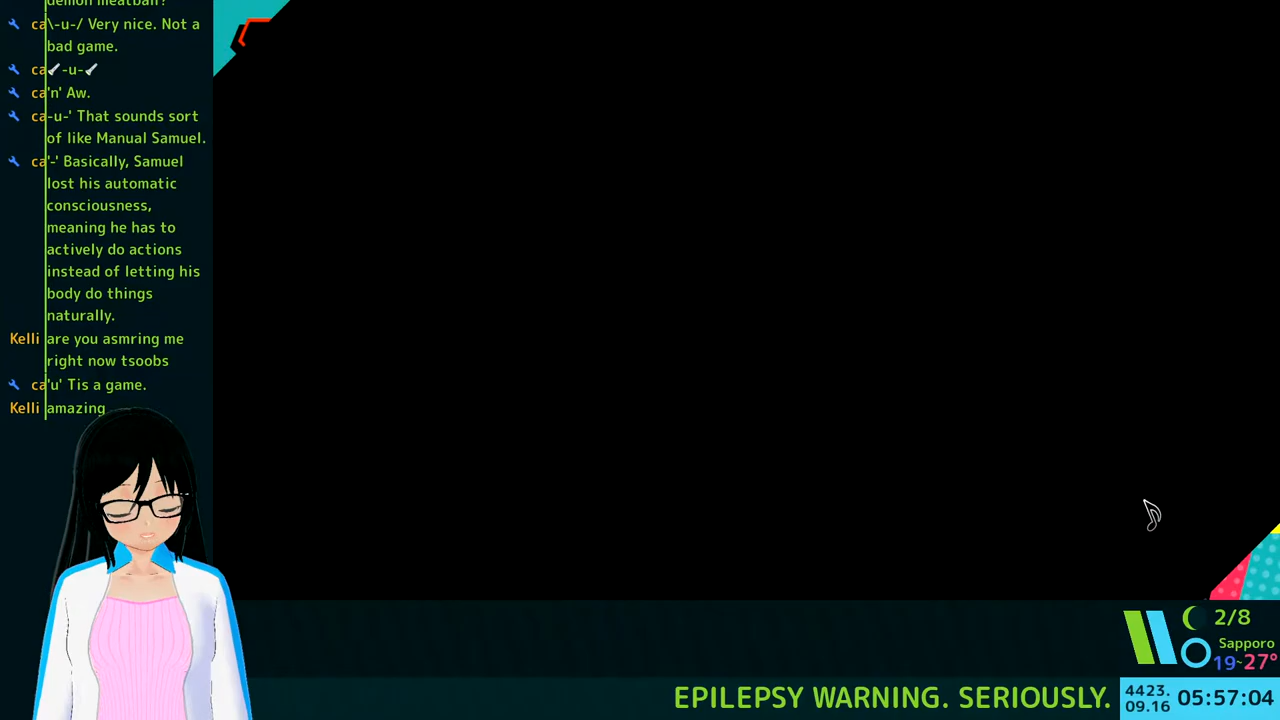 demon meatball?
ca\-u-/ Very nice. Not a
bad game.
ca🦴-u-🦴
ca'n' Aw.
ca-u-' That sounds sort
of like Manual Samuel.
ca'-' Basically, Samuel
lost his automatic
consciousness,
meaning he has to
actively do actions
instead of letting his
body do things
naturally.
Kelli are you asmring me
right now tsoobs
ca'u' Tis a game.
Kelli amazing
2/8
Sapporo
19~27°
EPILEPSY WARNING. SERIOUSLY.
4423.
09.16
05:57:04